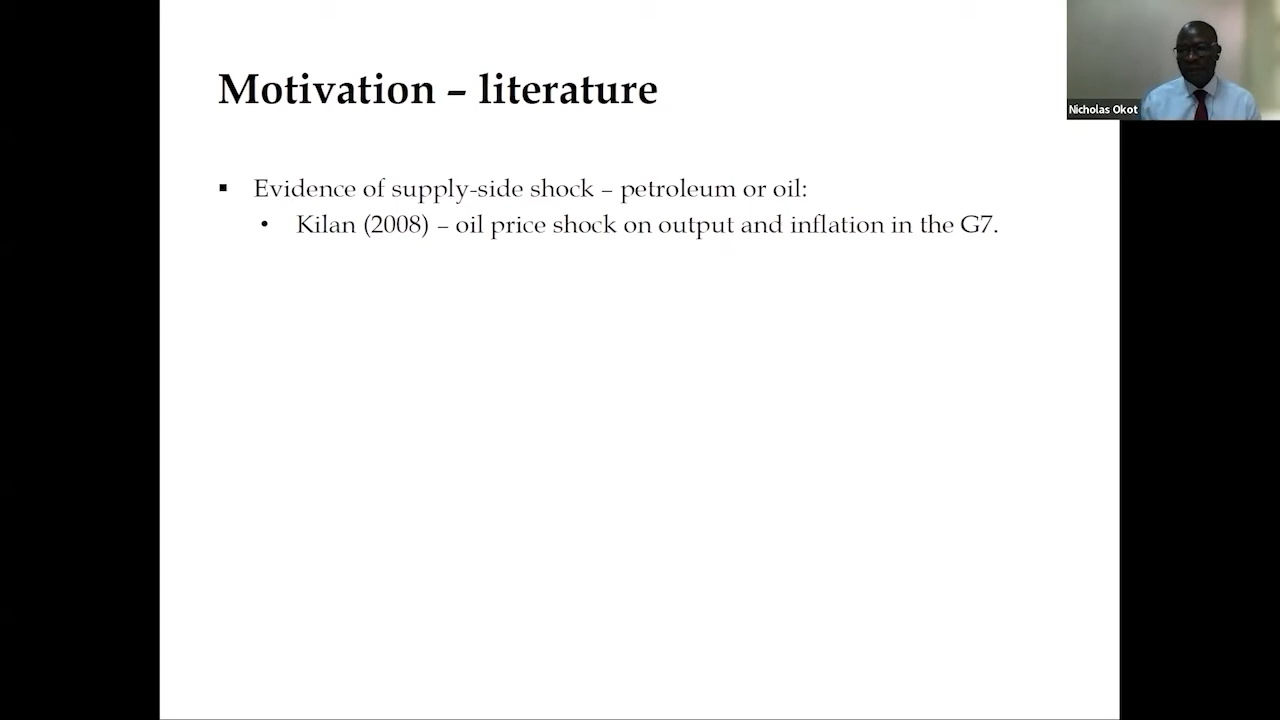 Motivation – literature
▪ Evidence of supply-side shock – petroleum or oil:
• Kilan (2008) – oil price shock on output and inflation in the G7.
Nicholas Okot